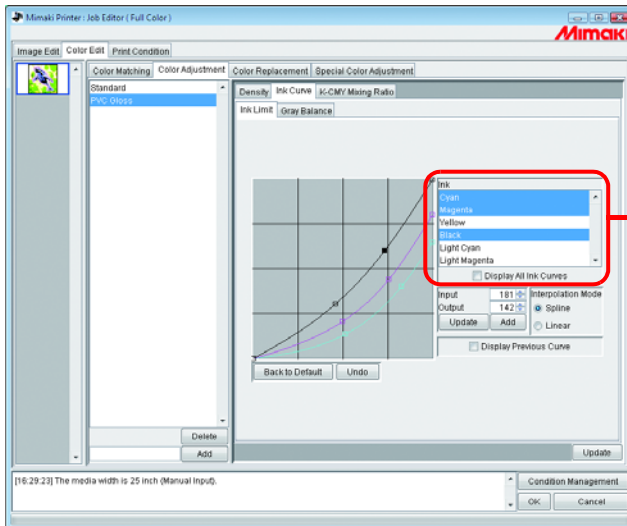 Mimaki Printer : Job Editor ( Full Color )
Mimaki
Image Edit Color Edit Print Condition
Color Matching Color Adjustment Color Replacement Special Color Adjustment
Standard
PVC Gloss
Density Ink Curve K-CMY Mixing Ratio
Ink Limit Gray Balance
Ink
Cyan
Magenta
Yellow
Black
Light Cyan
Light Magenta
Display All Ink Curves
Input 181
Output 142
Update Add
Interpolation Mode
Spline
Linear
Display Previous Curve
Back to Default Undo
Delete
Add
Update
[16:29:23] The media width is 25 inch (Manual Input).
Condition Management
OK Cancel